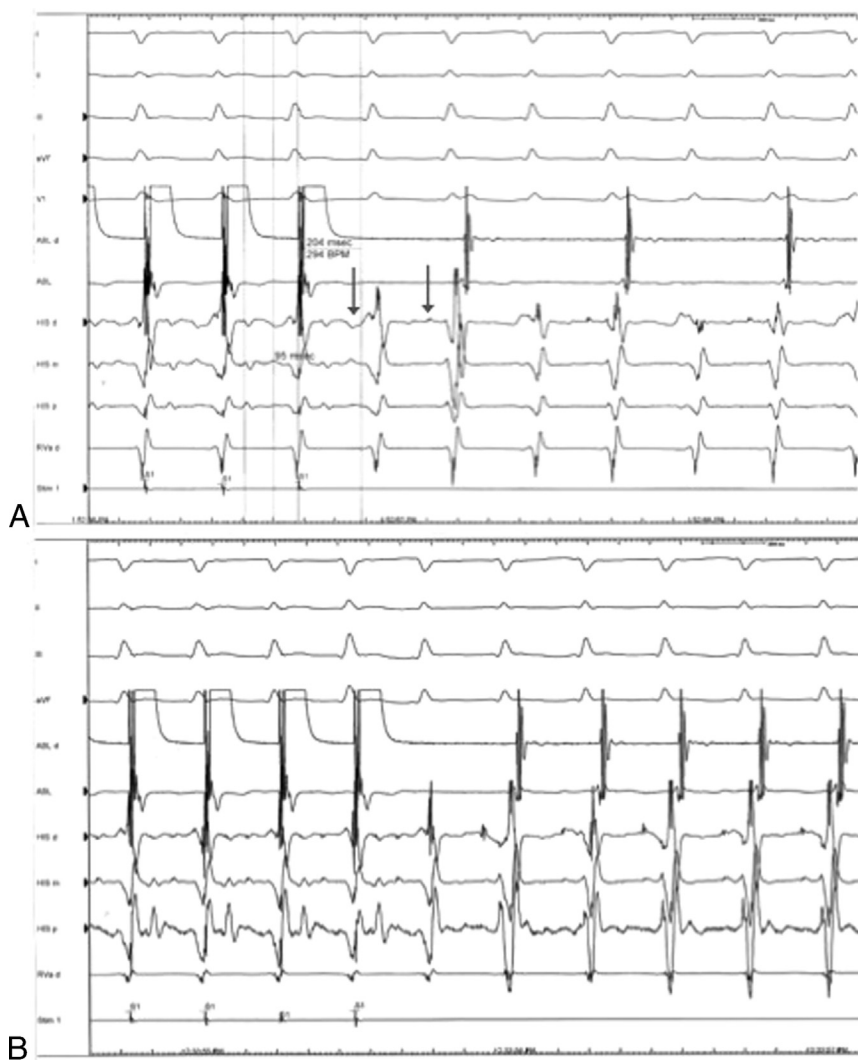 I
II
III
aVF
V1
ABL d
204 msec
294 BPM
ABL
HIS d
95 msec
HIS m
HIS p
RVa d
S1
S1
S1
Stim 1
A
I
II
III
aVF
ABL d
ABL
HIS d
HIS m
HIS p
RVa d
S1
S1
S1
S1
Stim 1
B